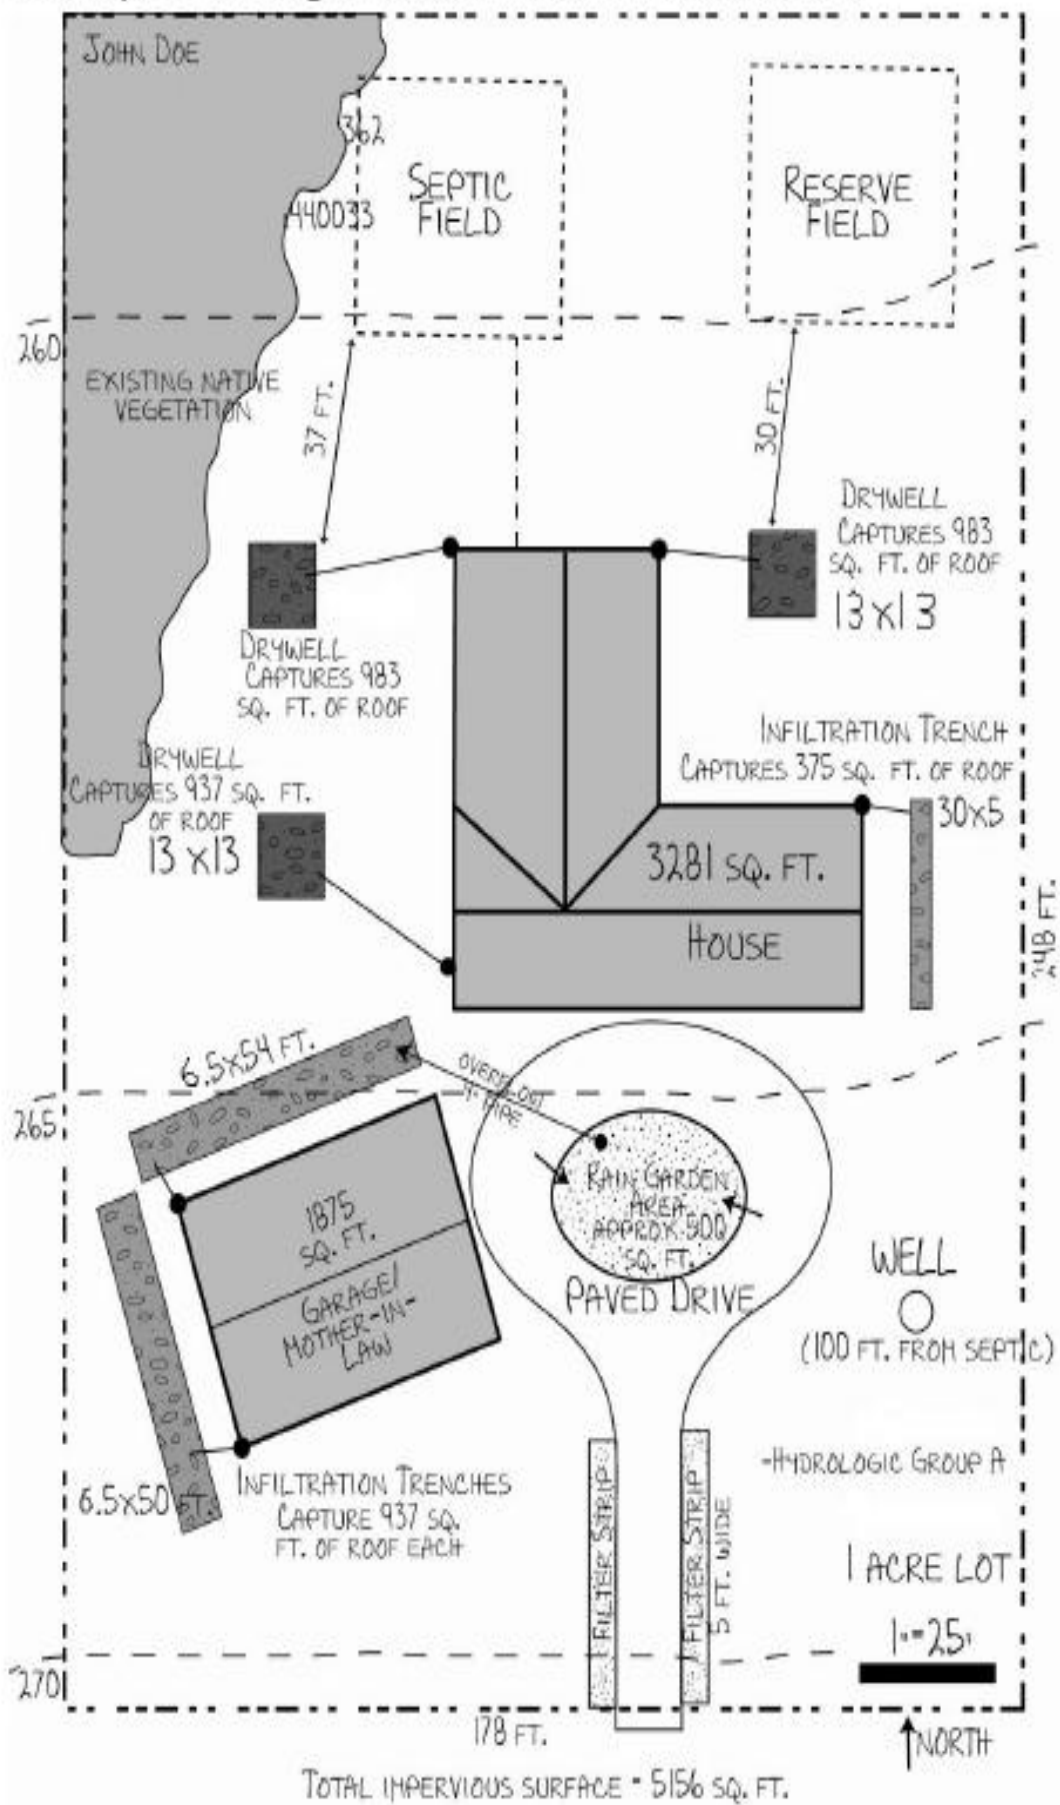 JOHN DOE
362
440033
SEPTIC
FIELD
RESERVE
FIELD
260
EXISTING NATIVE
VEGETATION
37 FT.
30 FT.
DRYWELL
CAPTURES 983
SQ. FT. OF ROOF
13 x 13
DRYWELL
CAPTURES 983
SQ. FT. OF ROOF
DRYWELL
CAPTURES 937 SQ. FT.
OF ROOF
13 x 13
INFILTRATION TRENCH
CAPTURES 375 SQ. FT. OF ROOF
30x5
3281 SQ. FT.
HOUSE
248 FT.
6.5x54 FT.
265
4" PIPE
RAIN GARDEN
AREA
APPROX. 500
SQ. FT.
PAVED DRIVE
1875
SQ. FT.
GARAGE/
MOTHER-IN-
LAW
WELL
(100 FT. FROM SEPTIC)
-HYDROLOGIC GROUP A
6.5x50 FT.
INFILTRATION TRENCHES
CAPTURE 937 SQ.
FT. OF ROOF EACH
FILTER STRIP
FILTER STRIP
5 FT. WIDE
1 ACRE LOT
1"=25'
270
178 FT.
NORTH
TOTAL IMPERVIOUS SURFACE = 5156 SQ. FT.